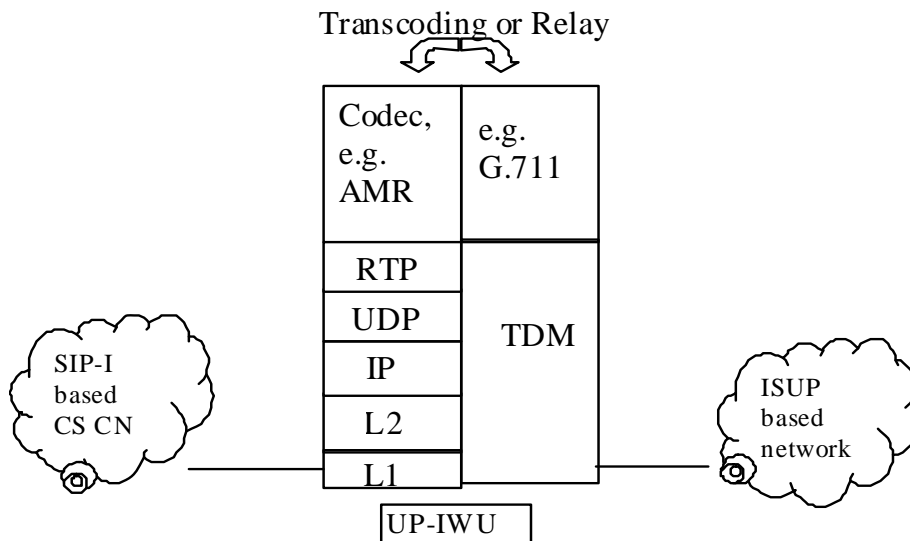 Transcoding or Relay
Codec,
e.g.
AMR
e.g.
G.711
RTP
UDP
IP
L2
L1
TDM
SIP-I
based
CS CN
ISUP
based
network
UP-IWU